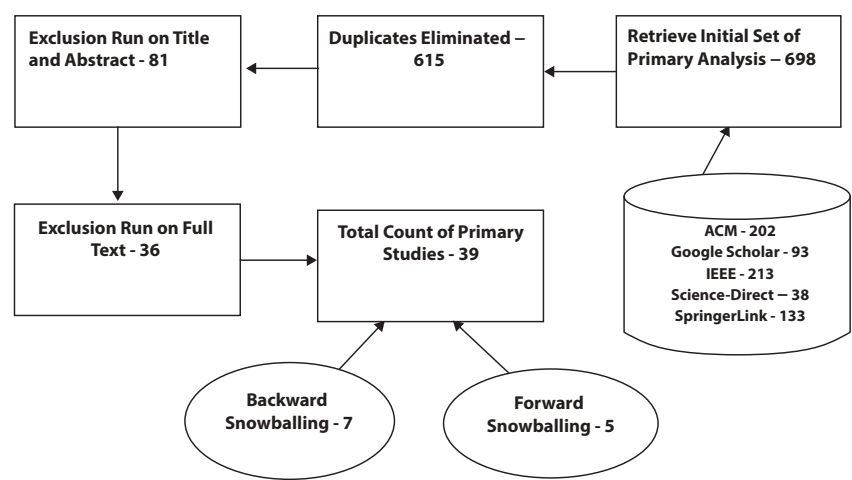 Exclusion Run on Title
and Abstract - 81
Duplicates Eliminated –
615
Retrieve Initial Set of
Primary Analysis – 698
Exclusion Run on Full
Text - 36
Total Count of Primary
Studies - 39
ACM - 202
Google Scholar - 93
IEEE - 213
Science-Direct – 38
SpringerLink - 133
Backward
Snowballing - 7
Forward
Snowballing - 5